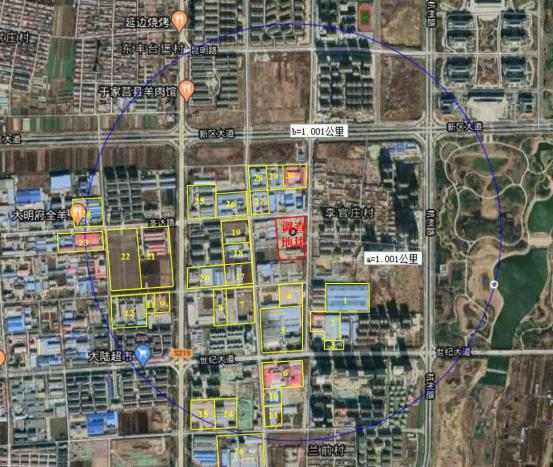 延边烧烤
东丰台堡村
昆明路
于家莒县羊肉馆
新区大道
b=1.001公里
新区大道
28
29
30
25
26
27
大明府全羊
圣大路
李官庄村
调查
地块
19
18
23
22
21
a=1.001公里
20
17
7
8
4
1
12
11
9
5
2
3
大陆超市
S219
世纪大道
世纪大道
6
10
13
15
14
16
兰前村